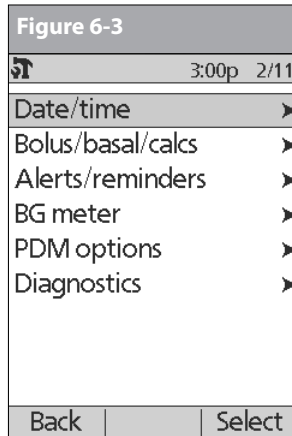 Figure 6-3
3:00p 2/11
Date/time
Bolus/basal/calcs
Alerts/reminders
BG meter
PDM options
Diagnostics
Back Select